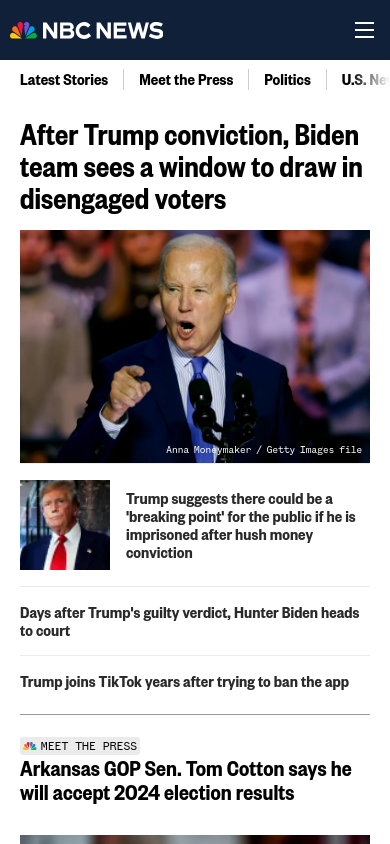 NBC NEWS
Latest Stories
Meet the Press
Politics
U.S. Ne
After Trump conviction, Biden
team sees a window to draw in
disengaged voters
Anna Moneymaker / Getty Images file
Trump suggests there could be a
'breaking point' for the public if he is
imprisoned after hush money
conviction
Days after Trump's guilty verdict, Hunter Biden heads
to court
Trump joins TikTok years after trying to ban the app
MEET THE PRESS
Arkansas GOP Sen. Tom Cotton says he
will accept 2024 election results